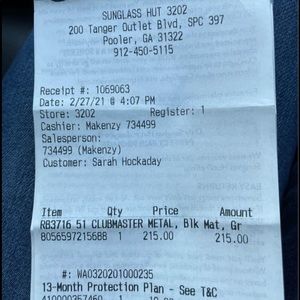 SUNGLASS HUT 3202
200 Tanger Outlet Blvd, SPC 397
Pooler, GA 31322
912-450-5115
Receipt #: 1069063
Date: 2/27/21 @ 4:07 PM
Store: 3202 Register: 1
Cashier: Makenzy 734499
Salesperson:
734499 (Makenzy)
Customer: Sarah Hockaday
Item Qty Price Amount
RB3716 51 CLUBMASTER METAL, Blk Mat, Gr
8056597215688 1 215.00 215.00
#: WA0320201000235
13-Month Protection Plan - See T&C